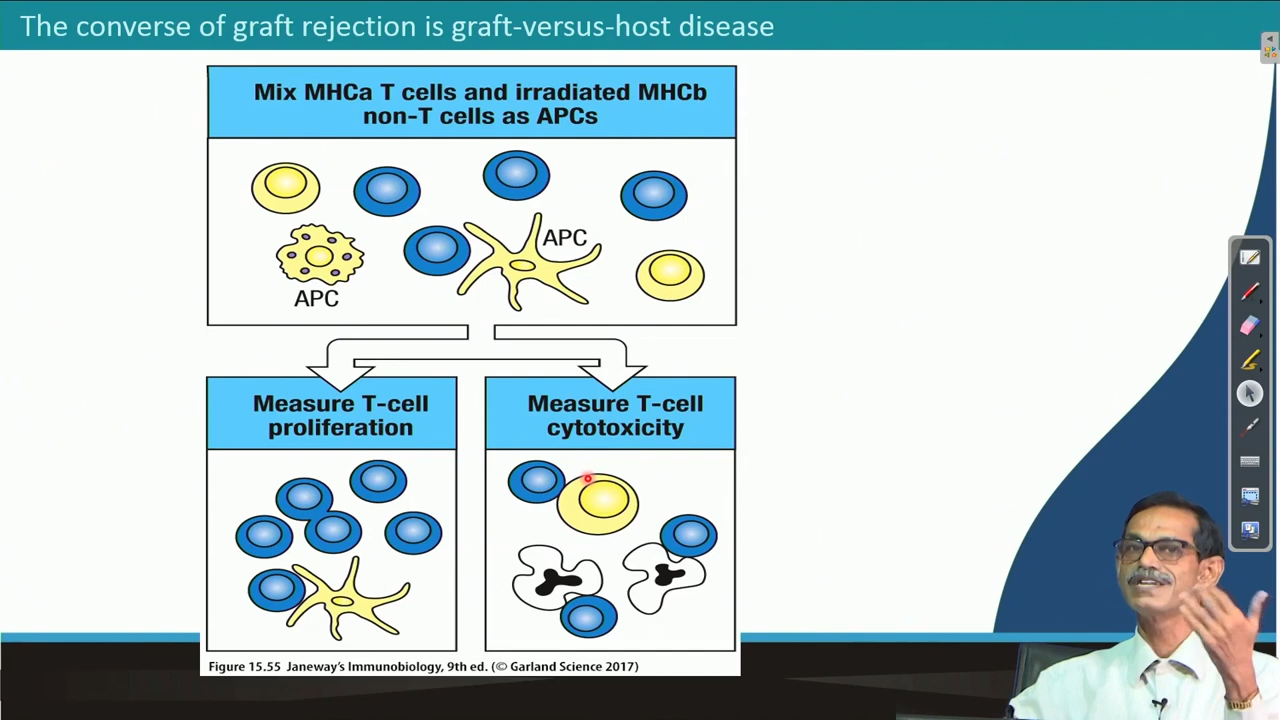 The converse of graft rejection is graft-versus-host disease
Mix MHCa T cells and irradiated MHCb
non-T cells as APCs
APC
APC
Measure T-cell
proliferation
Measure T-cell
cytotoxicity
Figure 15.55 Janeway's Immunobiology, 9th ed. (© Garland Science 2017)